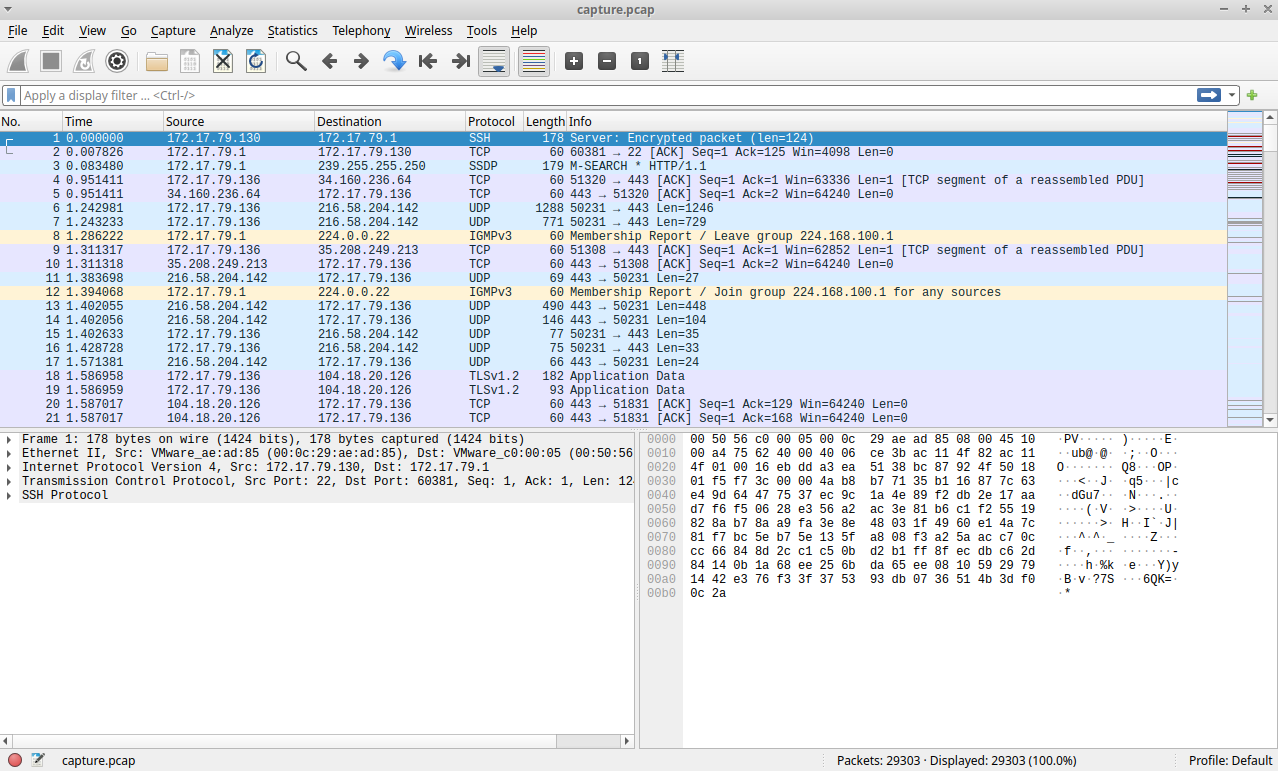 capture.pcap
File Edit View Go Capture Analyze Statistics Telephony Wireless Tools Help
Apply a display filter ... <Ctrl-/>
No. Time Source Destination Protocol Length Info
1 0.000000 172.17.79.130 172.17.79.1 SSH 178 Server: Encrypted packet (len=124)
2 0.007826 172.17.79.1 172.17.79.130 TCP 60 60381 → 22 [ACK] Seq=1 Ack=125 Win=4098 Len=0
3 0.083480 172.17.79.1 239.255.255.250 SSDP 179 M-SEARCH * HTTP/1.1
4 0.951411 172.17.79.136 34.160.236.64 TCP 60 51320 → 443 [ACK] Seq=1 Ack=1 Win=63336 Len=1 [TCP segment of a reassembled PDU]
5 0.951411 34.160.236.64 172.17.79.136 TCP 60 443 → 51320 [ACK] Seq=1 Ack=2 Win=64240 Len=0
6 1.242981 172.17.79.136 216.58.204.142 UDP 1288 50231 → 443 Len=1246
7 1.243233 172.17.79.136 216.58.204.142 UDP 771 50231 → 443 Len=729
8 1.286222 172.17.79.1 224.0.0.22 IGMPv3 60 Membership Report / Leave group 224.168.100.1
9 1.311317 172.17.79.136 35.208.249.213 TCP 60 51308 → 443 [ACK] Seq=1 Ack=1 Win=62852 Len=1 [TCP segment of a reassembled PDU]
10 1.311318 35.208.249.213 172.17.79.136 TCP 60 443 → 51308 [ACK] Seq=1 Ack=2 Win=64240 Len=0
11 1.383698 216.58.204.142 172.17.79.136 UDP 69 443 → 50231 Len=27
12 1.394068 172.17.79.1 224.0.0.22 IGMPv3 60 Membership Report / Join group 224.168.100.1 for any sources
13 1.402055 216.58.204.142 172.17.79.136 UDP 490 443 → 50231 Len=448
14 1.402056 216.58.204.142 172.17.79.136 UDP 146 443 → 50231 Len=104
15 1.402633 172.17.79.136 216.58.204.142 UDP 77 50231 → 443 Len=35
16 1.428728 172.17.79.136 216.58.204.142 UDP 75 50231 → 443 Len=33
17 1.571381 216.58.204.142 172.17.79.136 UDP 66 443 → 50231 Len=24
18 1.586958 172.17.79.136 104.18.20.126 TLSv1.2 182 Application Data
19 1.586959 172.17.79.136 104.18.20.126 TLSv1.2 93 Application Data
20 1.587017 104.18.20.126 172.17.79.136 TCP 60 443 → 51831 [ACK] Seq=1 Ack=129 Win=64240 Len=0
21 1.587017 104.18.20.126 172.17.79.136 TCP 60 443 → 51831 [ACK] Seq=1 Ack=168 Win=64240 Len=0
Frame 1: 178 bytes on wire (1424 bits), 178 bytes captured (1424 bits)
Ethernet II, Src: VMware_ae:ad:85 (00:0c:29:ae:ad:85), Dst: VMware_c0:00:05 (00:50:56
Internet Protocol Version 4, Src: 172.17.79.130, Dst: 172.17.79.1
Transmission Control Protocol, Src Port: 22, Dst Port: 60381, Seq: 1, Ack: 1, Len: 12
SSH Protocol
0000 00 50 56 c0 00 05 00 0c 29 ae ad 85 08 00 45 10 ·PV····· )·····E·
0010 00 a4 75 62 40 00 40 06 ce 3b ac 11 4f 82 ac 11 ··ub@·@· ·;··O···
0020 4f 01 00 16 eb dd a3 ea 51 38 bc 87 92 4f 50 18 O······· Q8···OP·
0030 01 f5 f7 3c 00 00 4a b8 b7 71 35 b1 16 87 7c 63 ···<··J· ·q5···|c
0040 e4 9d 64 47 75 37 ec 9c 1a 4e 89 f2 db 2e 17 aa ··dGu7·· ·N···.··
0050 d7 f6 f5 06 28 e3 56 a2 ac 3e 81 b6 c1 f2 55 19 ····(·V· ·>····U·
0060 82 8a b7 8a a9 fa 3e 8e 48 03 1f 49 60 e1 4a 7c ······>· H··I`·J|
0070 81 f7 bc 5e b7 5e 13 5f a8 08 f3 a2 5a ac c7 0c ···^·^·_ ····Z···
0080 cc 66 84 8d 2c c1 c5 0b d2 b1 ff 8f ec db c6 2d ·f··,··· ·······-
0090 84 14 0b 1a 68 ee 25 6b da 65 ee 08 10 59 29 79 ····h·%k ·e···Y)y
00a0 14 42 e3 76 f3 3f 37 53 93 db 07 36 51 4b 3d f0 ·B·v·?7S ···6QK=·
00b0 0c 2a ·*
capture.pcap Packets: 29303 · Displayed: 29303 (100.0%) Profile: Default